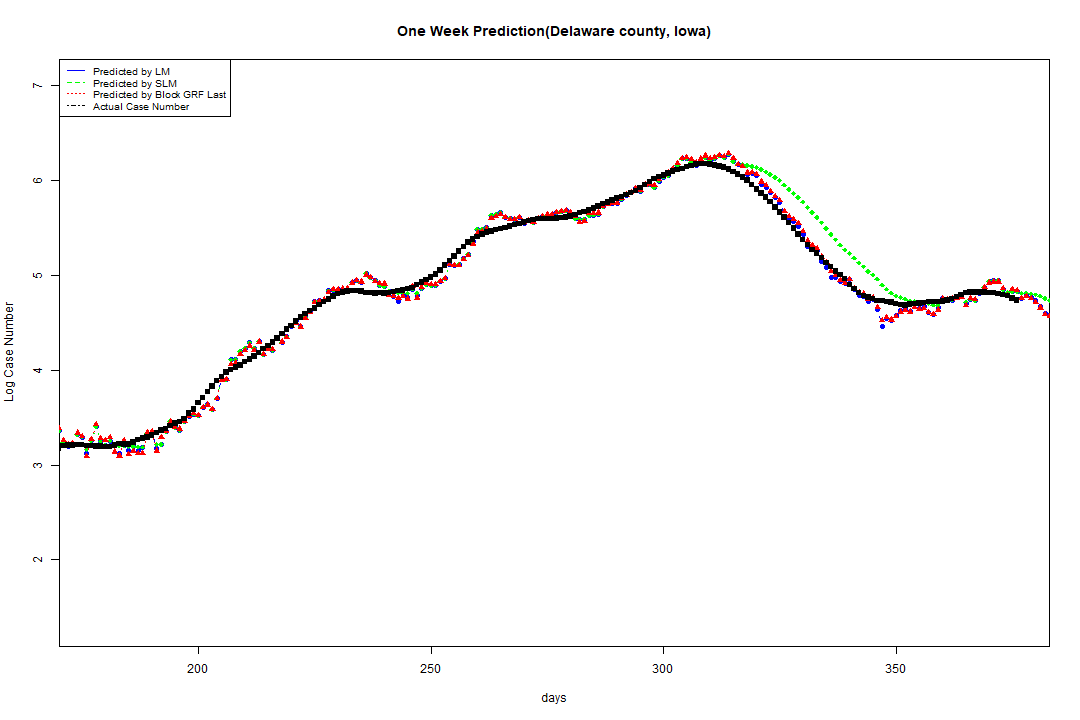 One Week Prediction(Delaware county, Iowa)
Predicted by LM
Predicted by SLM
Predicted by Block GRF Last
Actual Case Number
7
6
5
4
3
2
Log Case Number
200 250 300 350
days